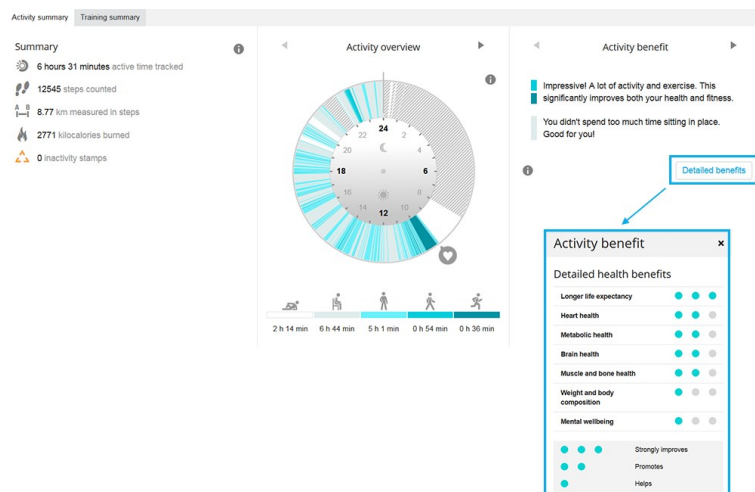 Activity summary
Training summary
Summary
6 hours 31 minutes active time tracked
12545 steps counted
A B
8.77 km measured in steps
2771 kilocalories burned
0 inactivity stamps
Activity overview
24
22
2
20
4
18
6
16
8
14
10
12
2 h 14 min
6 h 44 min
5 h 1 min
0 h 54 min
0 h 36 min
Activity benefit
Impressive! A lot of activity and exercise. This
significantly improves both your health and fitness.
You didn't spend too much time sitting in place.
Good for you!
Detailed benefits
Activity benefit
×
Detailed health benefits
Longer life expectancy
Heart health
Metabolic health
Brain health
Muscle and bone health
Weight and body
composition
Mental wellbeing
Strongly improves
Promotes
Helps